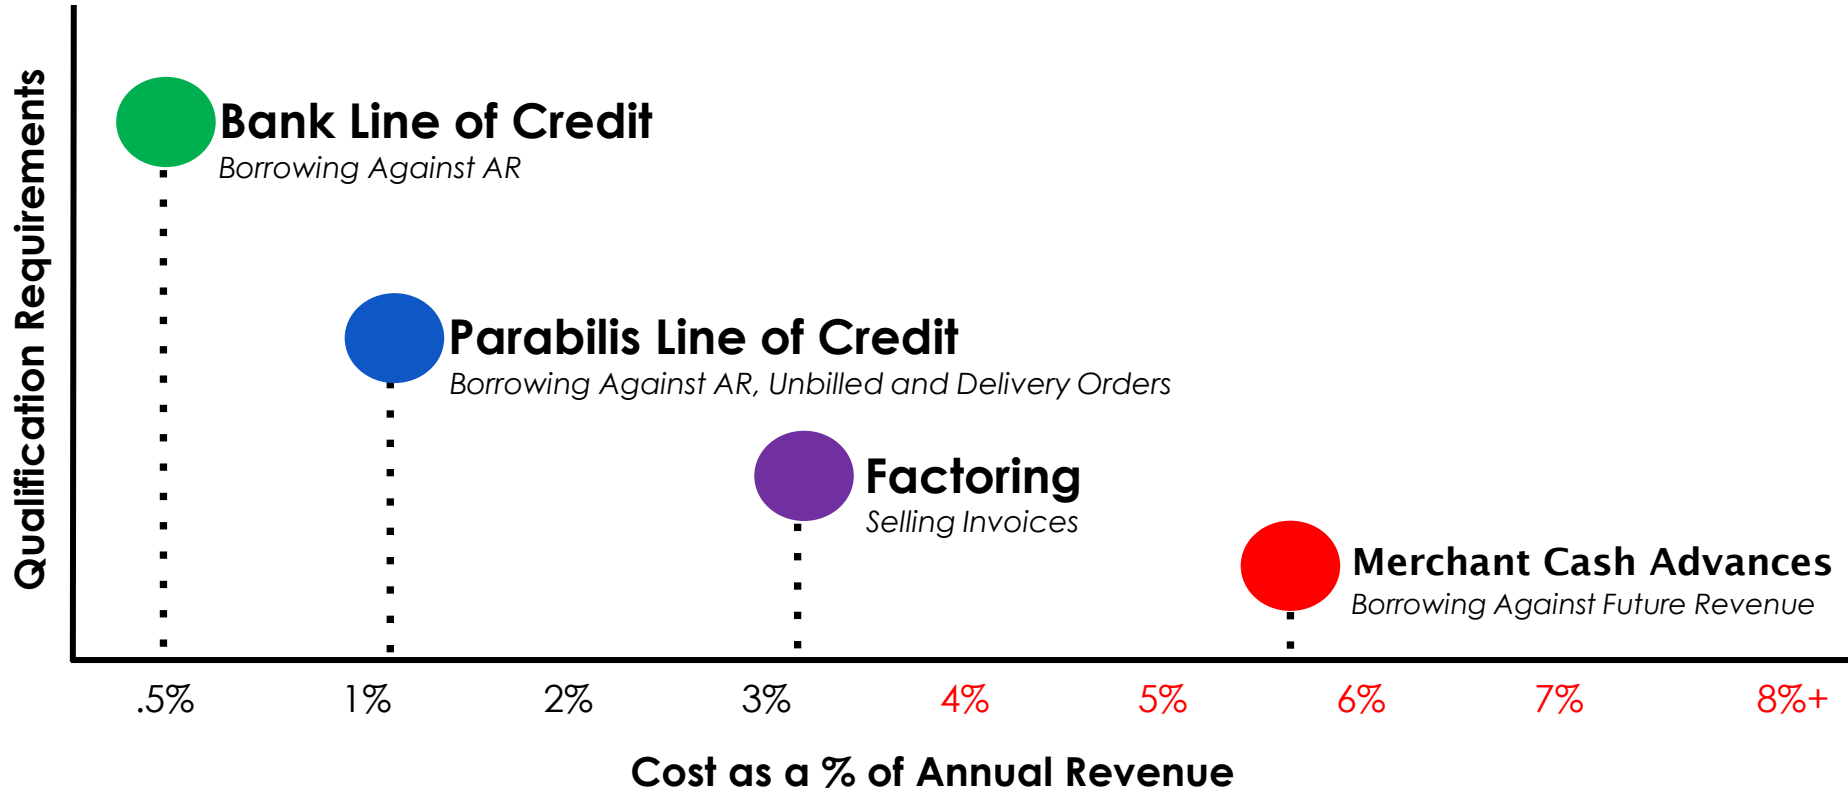 Qualification Requirements
Bank Line of Credit
Borrowing Against AR
Parabilis Line of Credit
Borrowing Against AR, Unbilled and Delivery Orders
Factoring
Selling Invoices
Merchant Cash Advances
Borrowing Against Future Revenue
.5% 1% 2% 3% 4% 5% 6% 7% 8%+
Cost as a % of Annual Revenue